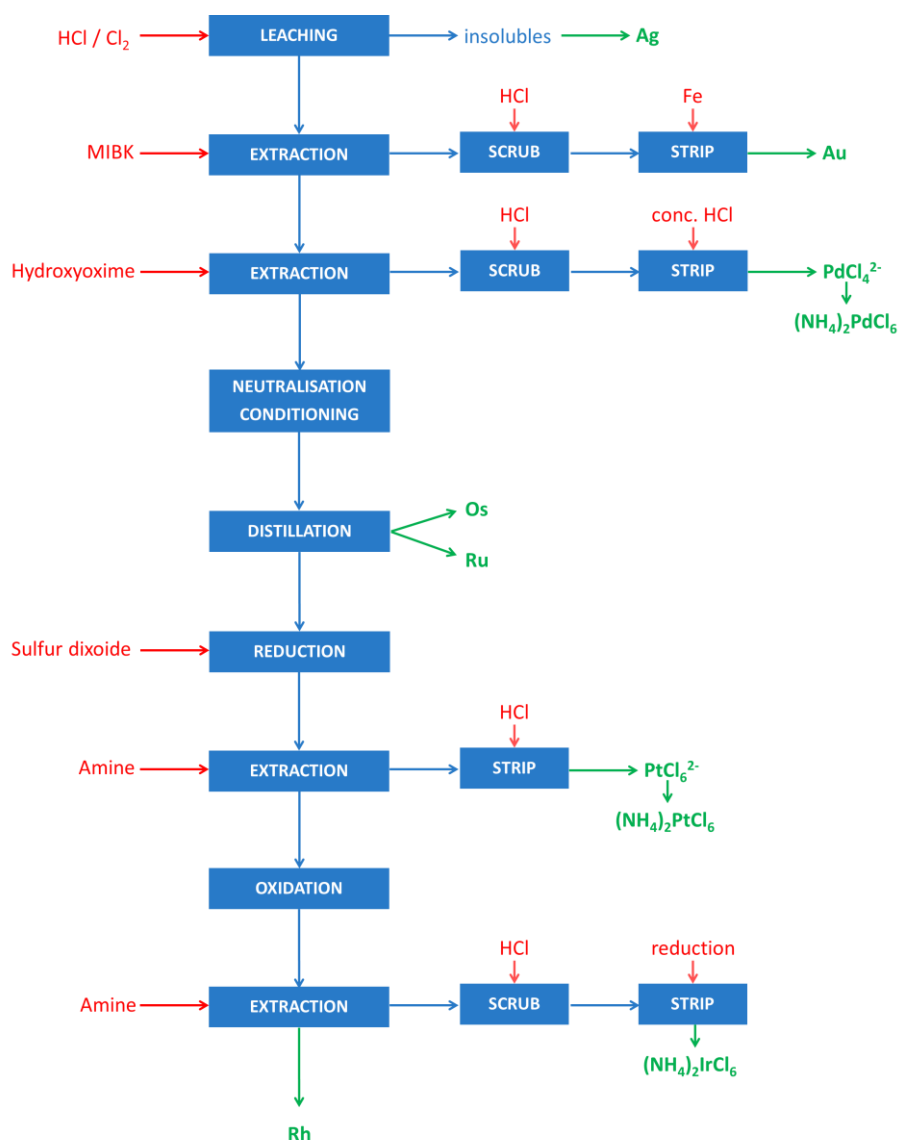 HCl / Cl₂ LEACHING insolubles Ag
HCl Fe
MIBK EXTRACTION SCRUB STRIP Au
HCl conc. HCl
Hydroxyoxime EXTRACTION SCRUB STRIP PdCl₄²⁻
(NH₄)₂PdCl₆
NEUTRALISATION
CONDITIONING
Os
DISTILLATION
Ru
Sulfur dixoide REDUCTION
HCl
Amine EXTRACTION STRIP PtCl₆²⁻
(NH₄)₂PtCl₆
OXIDATION
HCl reduction
Amine EXTRACTION SCRUB STRIP
(NH₄)₂IrCl₆
Rh